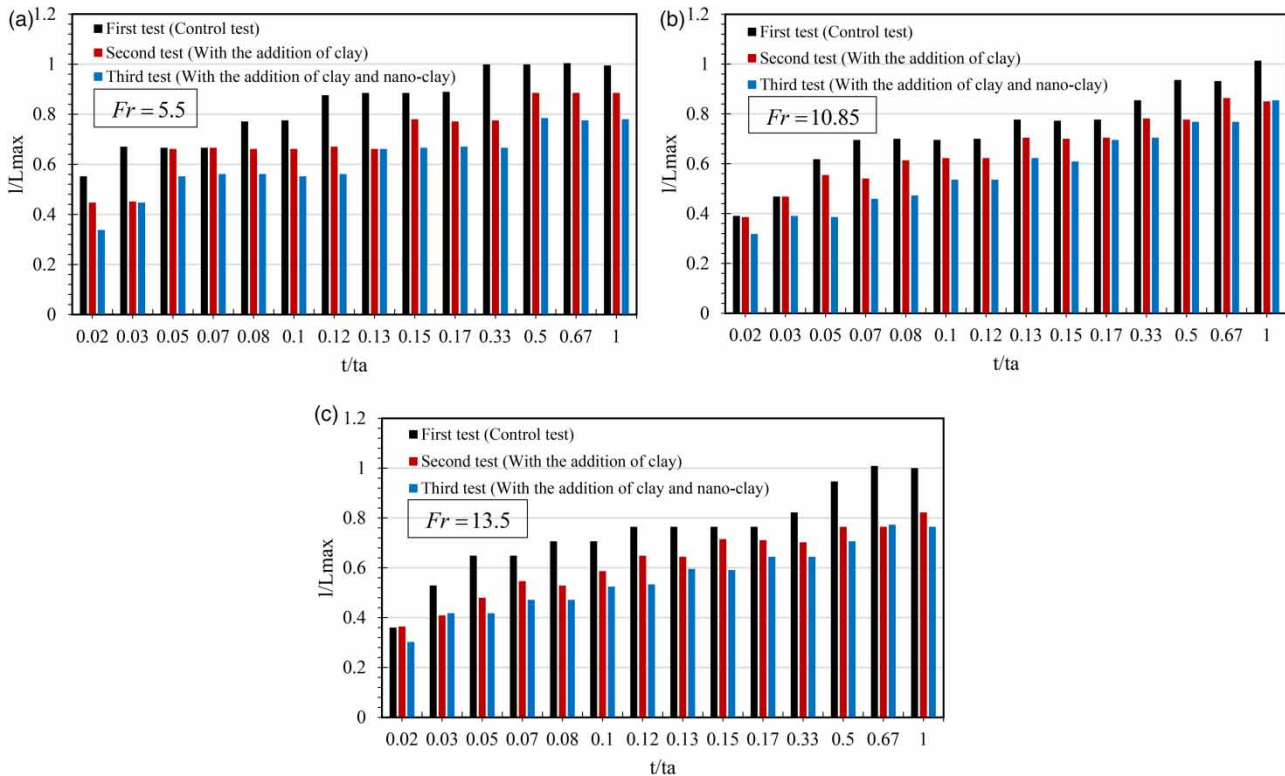 (a)
1.2
1
0.8
0.6
0.4
0.2
0
l/Lmax
First test (Control test)
Second test (With the addition of clay)
Third test (With the addition of clay and nano-clay)
Fr = 5.5
0.02 0.03 0.05 0.07 0.08 0.1 0.12 0.13 0.15 0.17 0.33 0.5 0.67 1
t/ta
(b)
1.2
1
0.8
0.6
0.4
0.2
0
l/Lmax
First test (Control test)
Second test (With the addition of clay)
Third test (With the addition of clay and nano-clay)
Fr = 10.85
0.02 0.03 0.05 0.07 0.08 0.1 0.12 0.13 0.15 0.17 0.33 0.5 0.67 1
t/ta
(c)
1.2
1
0.8
0.6
0.4
0.2
0
l/Lmax
First test (Control test)
Second test (With the addition of clay)
Third test (With the addition of clay and nano-clay)
Fr = 13.5
0.02 0.03 0.05 0.07 0.08 0.1 0.12 0.13 0.15 0.17 0.33 0.5 0.67 1
t/ta